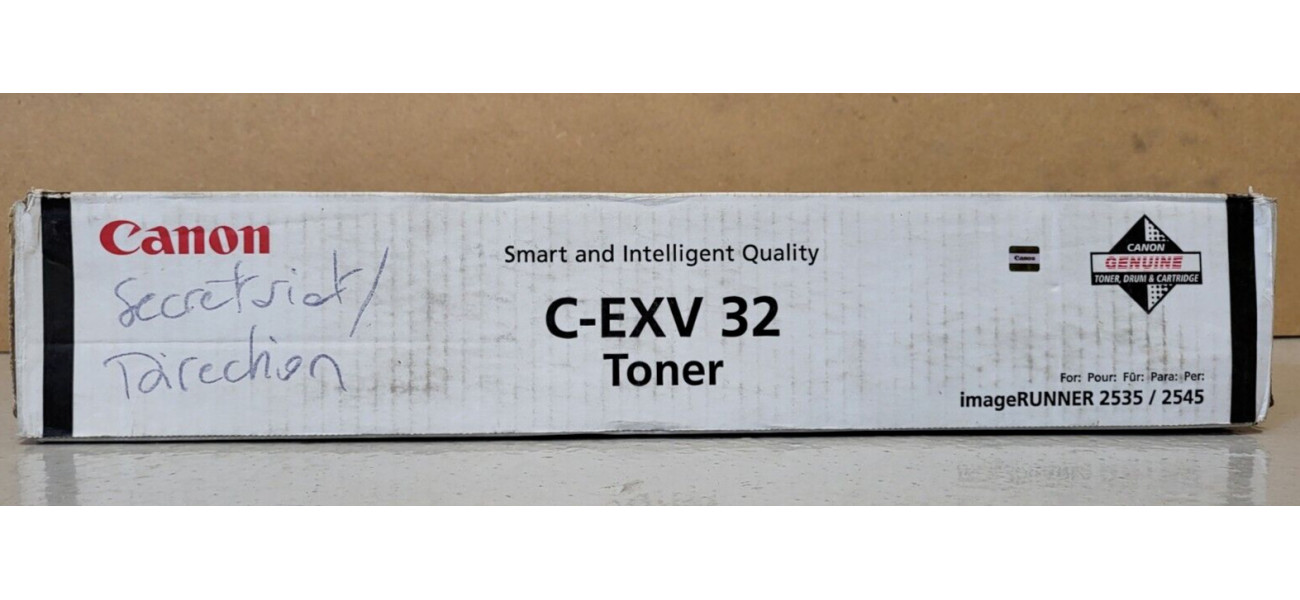 Canon
Secretariat/
Direction
Smart and Intelligent Quality
C-EXV 32
Toner
Canon
CANON
GENUINE
TONER, DRUM & CARTRIDGE
For: Pour: Für: Para: Per:
imageRUNNER 2535 / 2545